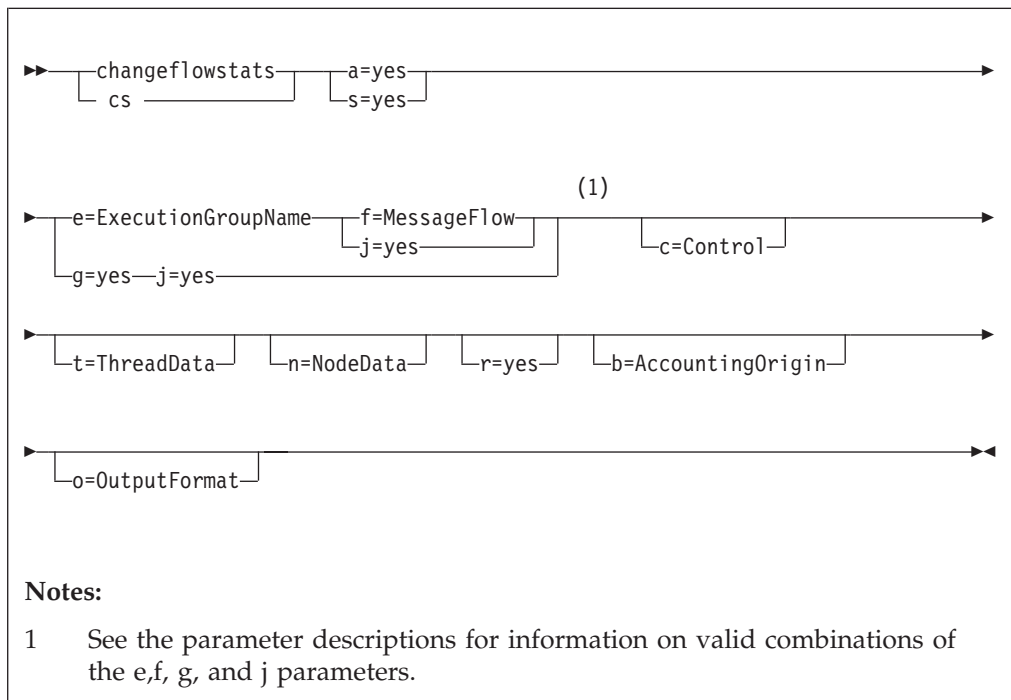 changeflowstats a=yes
cs s=yes
(1)
e=ExecutionGroupName f=MessageFlow
j=yes c=Control
g=yes j=yes
t=ThreadData n=NodeData r=yes b=AccountingOrigin
o=OutputFormat
Notes:
1 See the parameter descriptions for information on valid combinations of
the e,f, g, and j parameters.